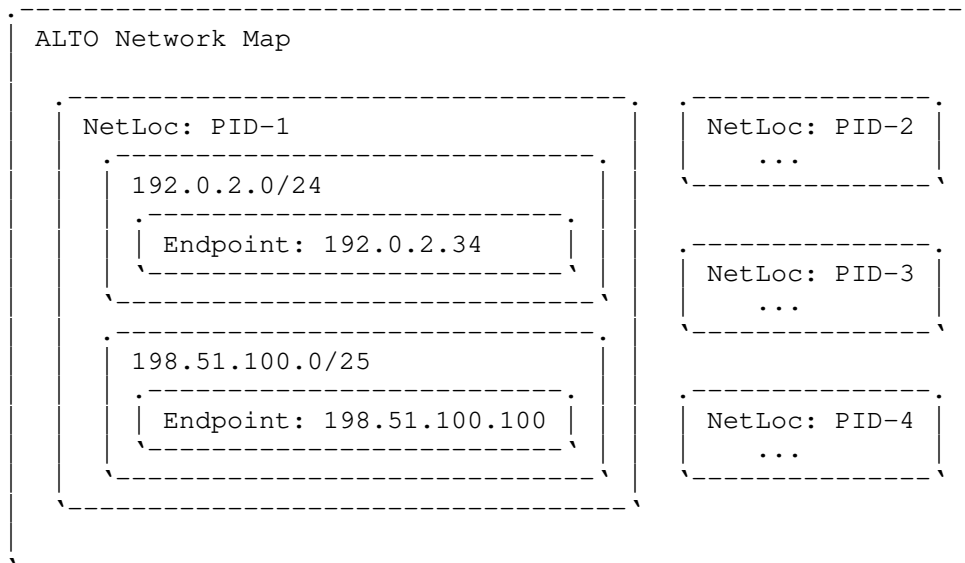 ALTO Network Map
NetLoc: PID-1
192.0.2.0/24
Endpoint: 192.0.2.34
198.51.100.0/25
Endpoint: 198.51.100.100
NetLoc: PID-2
...
NetLoc: PID-3
...
NetLoc: PID-4
...